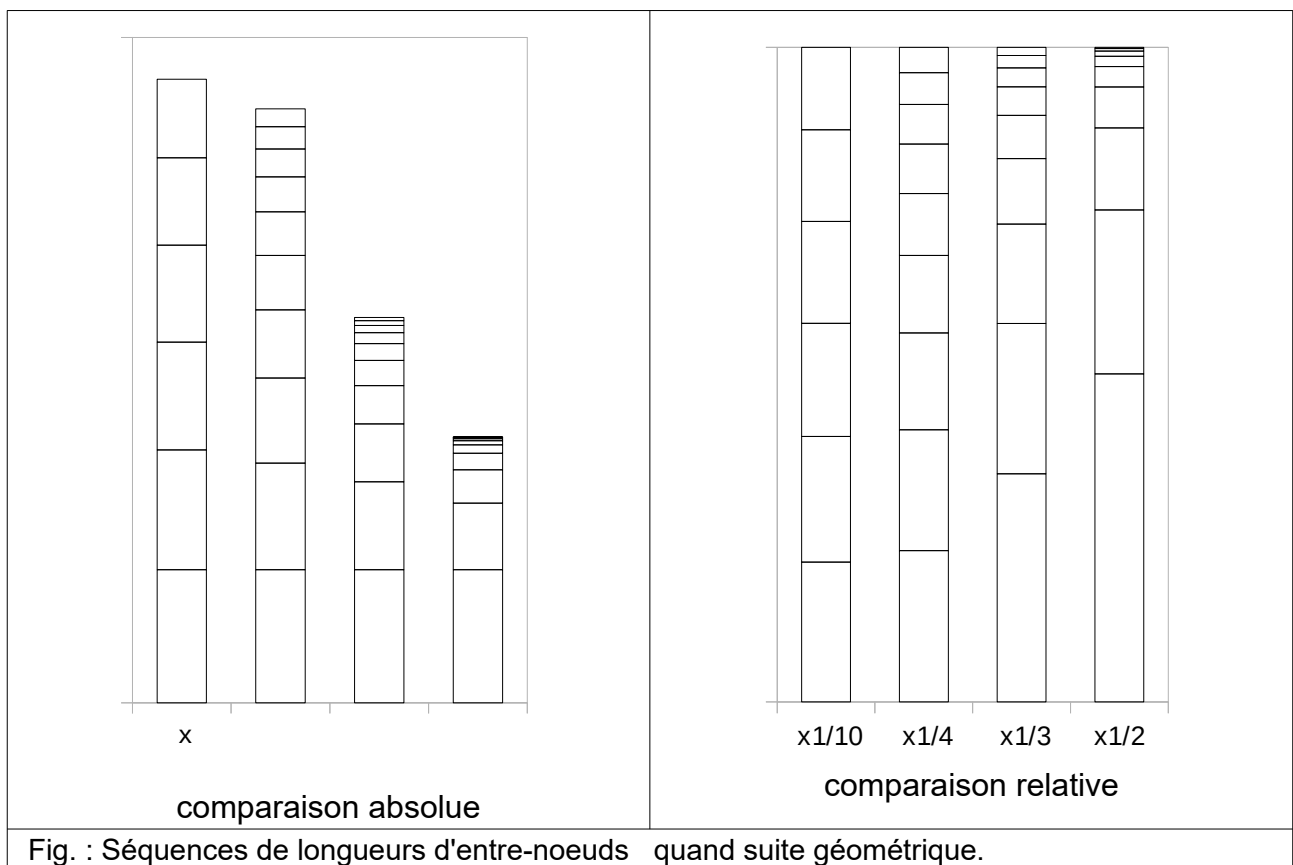 x
comparaison absolue
x1/10 x1/4 x1/3 x1/2
comparaison relative
Fig. : Séquences de longueurs d'entre-noeuds quand suite géométrique.